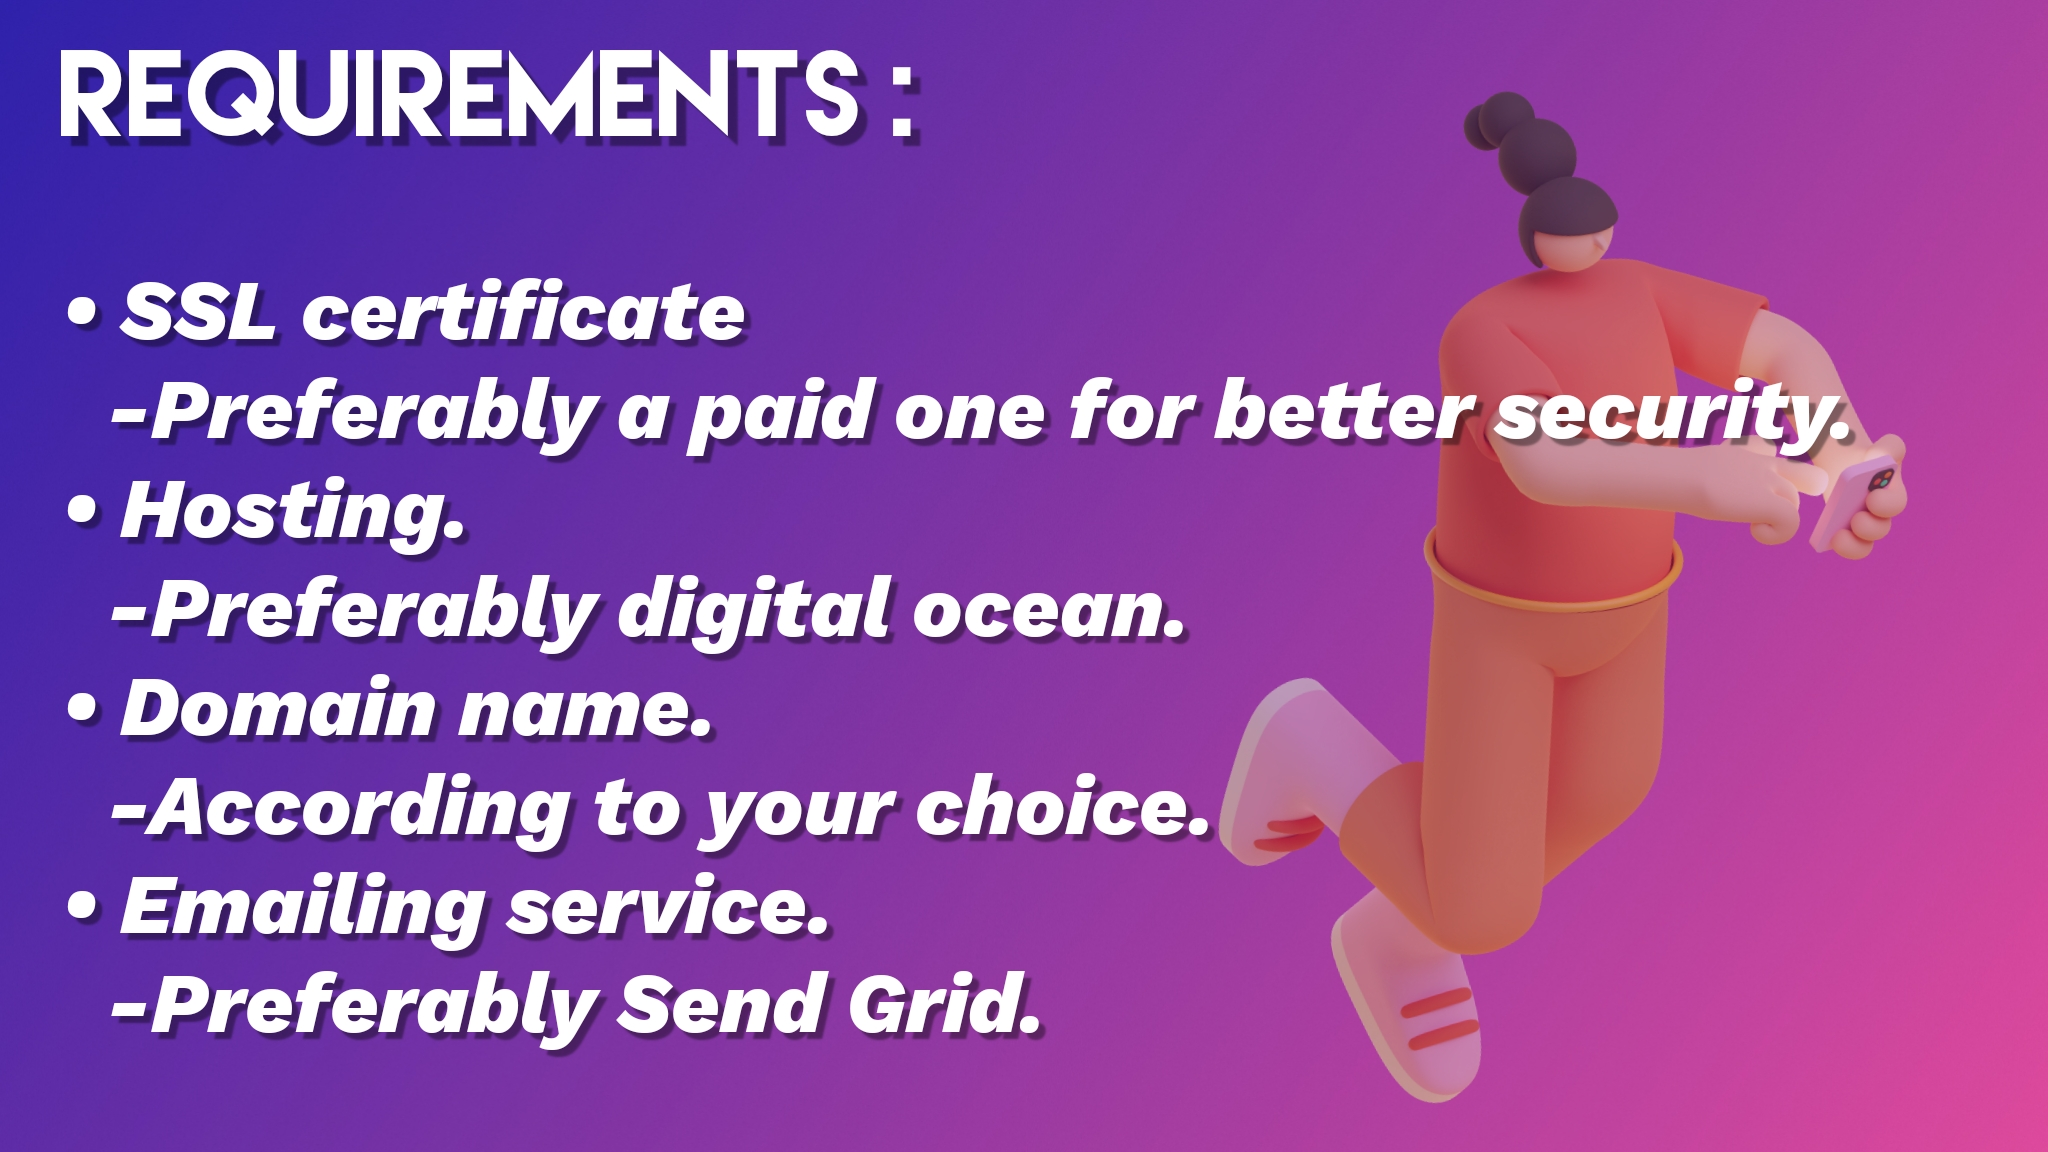 REQUIREMENTS :
• SSL certificate
-Preferably a paid one for better security.
• Hosting.
-Preferably digital ocean.
• Domain name.
-According to your choice.
• Emailing service.
-Preferably Send Grid.